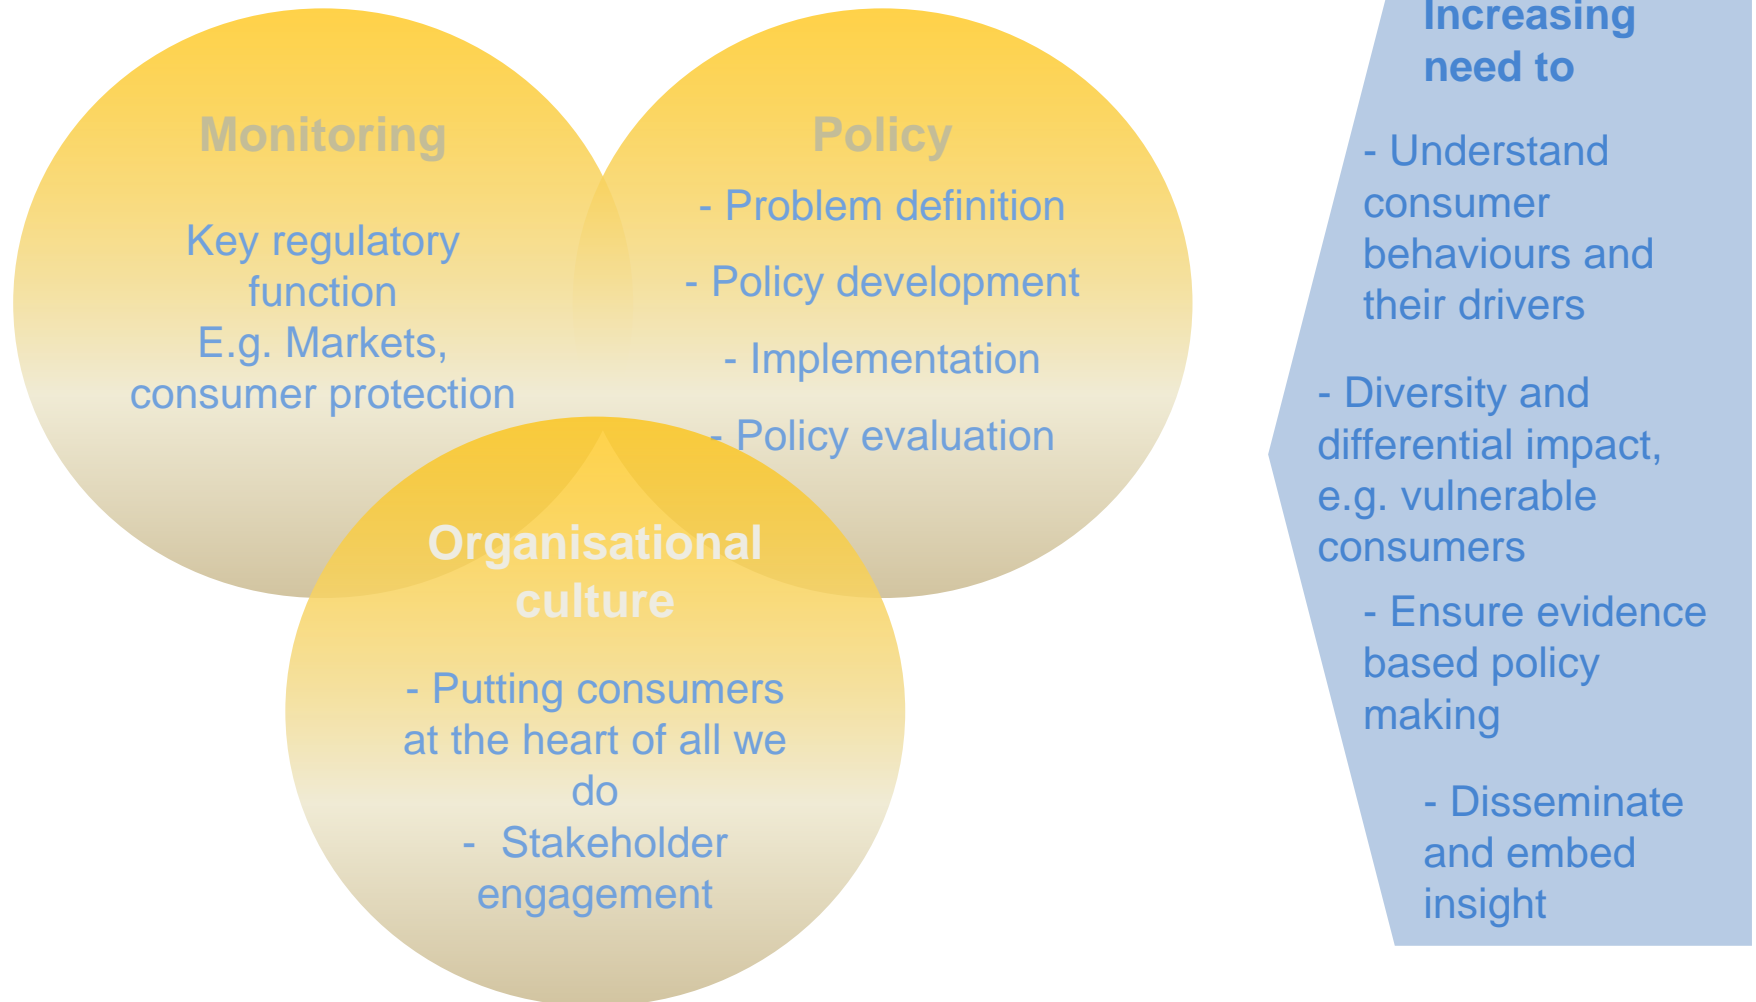 Monitoring
Key regulatory
function
E.g. Markets,
consumer protection
Policy
- Problem definition
- Policy development
- Implementation
- Policy evaluation
Organisational
culture
- Putting consumers
at the heart of all we
do
- Stakeholder
engagement
Increasing
need to
- Understand
consumer
behaviours and
their drivers
- Diversity and
differential impact,
e.g. vulnerable
consumers
- Ensure evidence
based policy
making
- Disseminate
and embed
insight